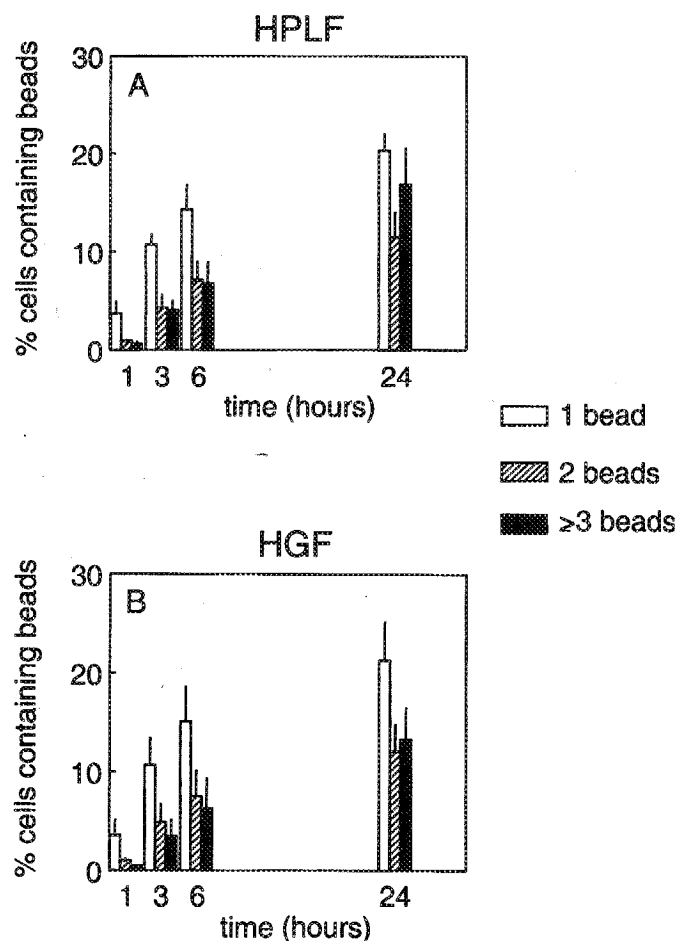 HPLF
30
A
20
10
0
% cells containing beads
1 3 6 24
time (hours)
1 bead
2 beads
≥3 beads
HGF
30
B
20
10
0
% cells containing beads
1 3 6 24
time (hours)